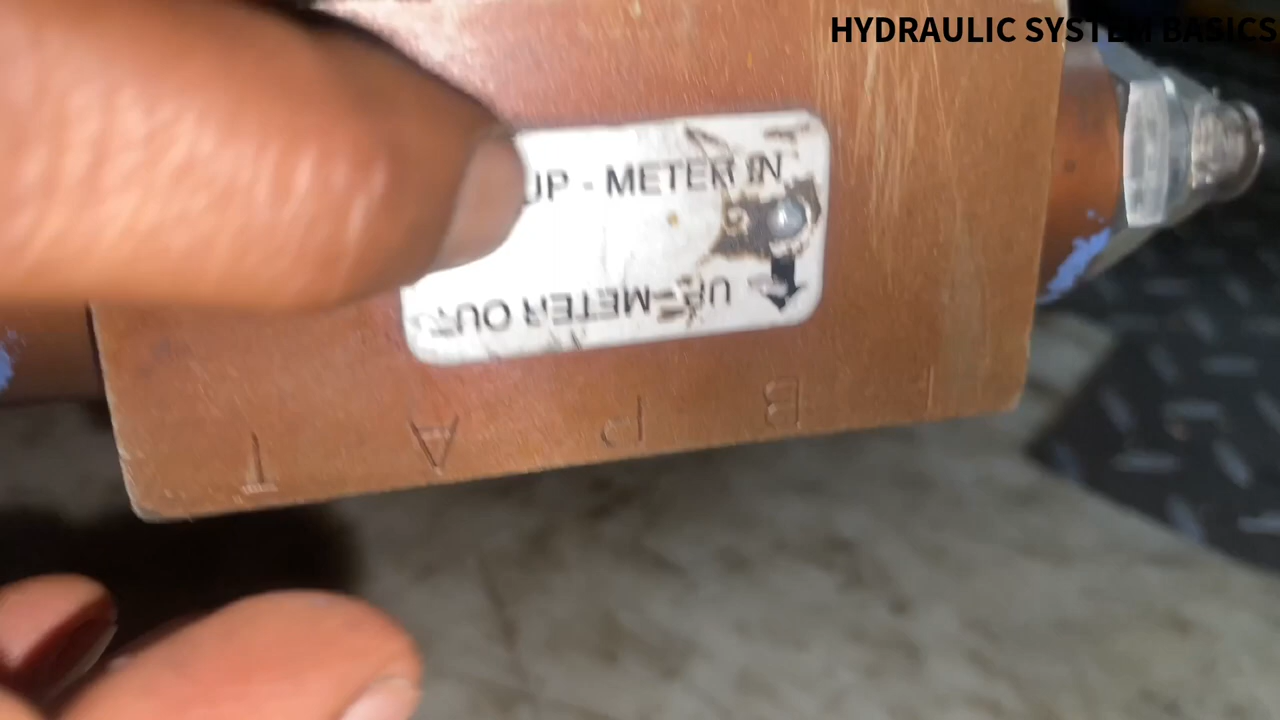 HYDRAULIC SYSTEM BASICS
UP - METER IN
UP-METER OUT
T A P B T